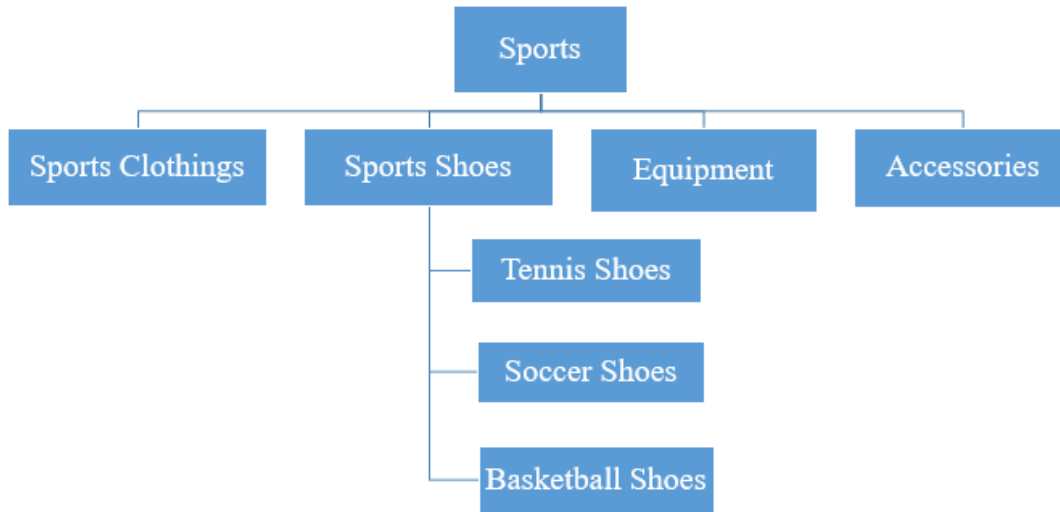 Sports
Sports Clothings
Sports Shoes
Equipment
Accessories
Tennis Shoes
Soccer Shoes
Basketball Shoes